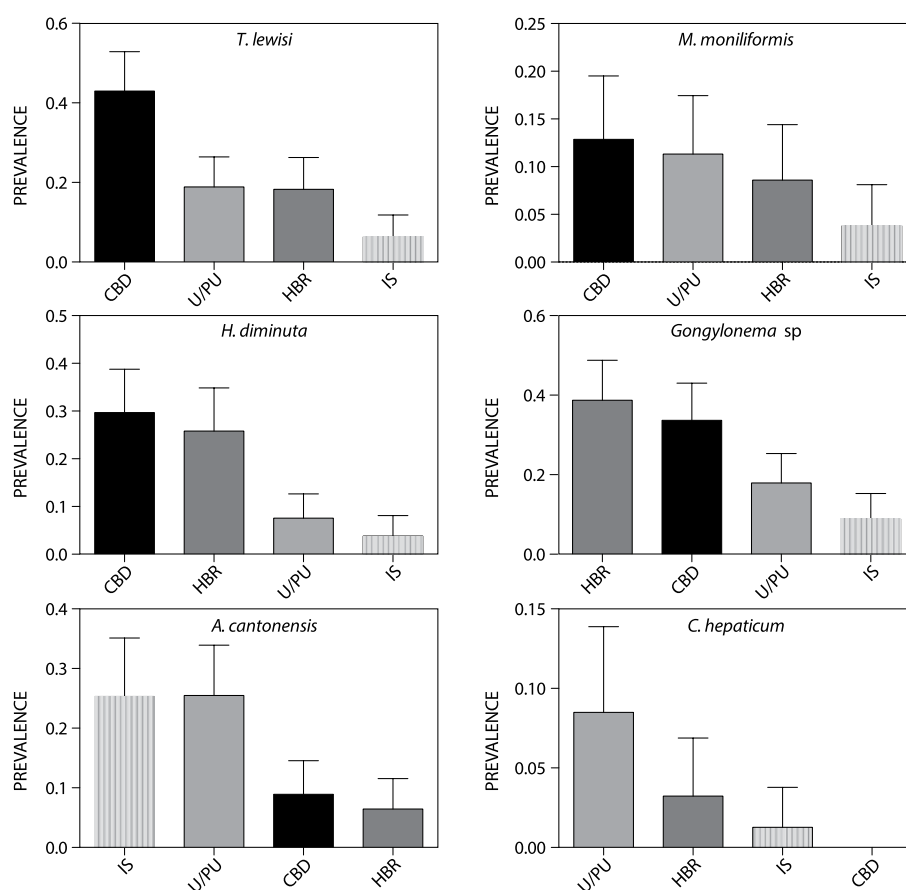 T. lewisi
PREVALENCE
0.6
0.4
0.2
0.0
CBD
U/PU
HBR
IS
M. moniliformis
PREVALENCE
0.25
0.20
0.15
0.10
0.05
0.00
CBD
U/PU
HBR
IS
H. diminuta
PREVALENCE
0.5
0.4
0.3
0.2
0.1
0.0
CBD
HBR
U/PU
IS
Gongylonema sp
PREVALENCE
0.6
0.4
0.2
0.0
HBR
CBD
U/PU
IS
A. cantonensis
PREVALENCE
0.4
0.3
0.2
0.1
0.0
IS
U/PU
CBD
HBR
C. hepaticum
PREVALENCE
0.15
0.10
0.05
0.00
U/PU
HBR
IS
CBD